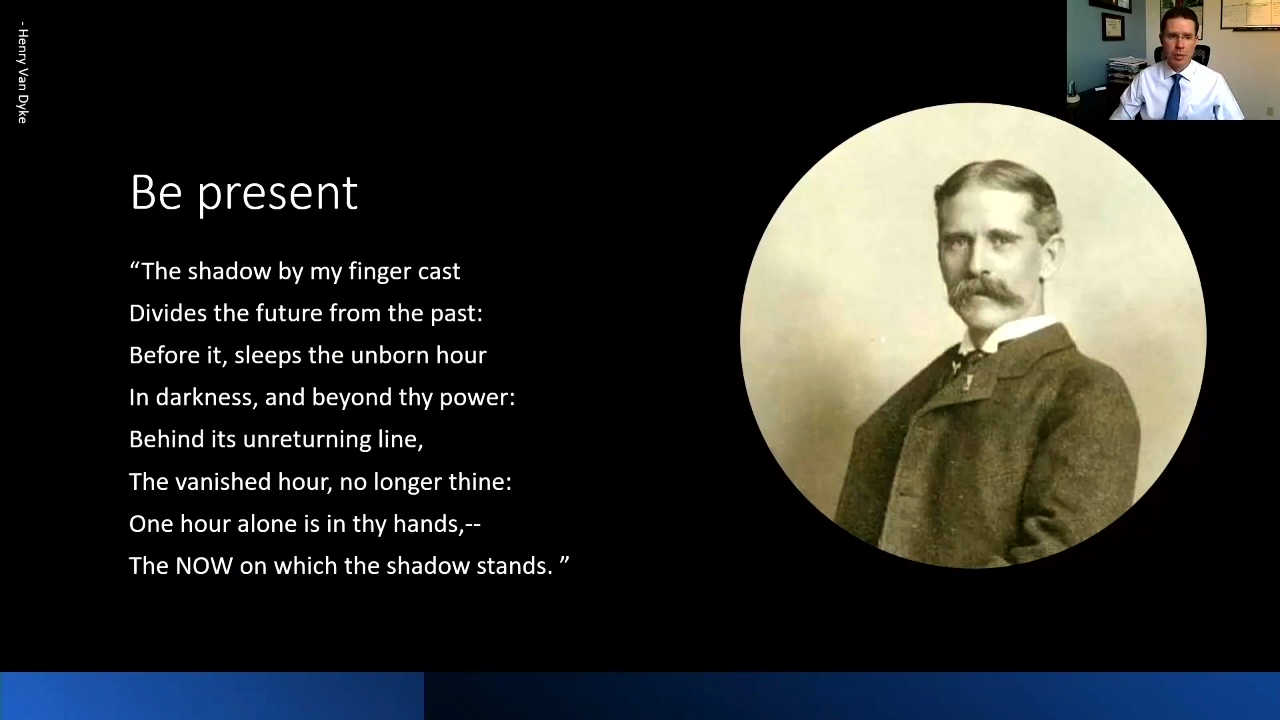 - Henry Van Dyke
Be present
“The shadow by my finger cast
Divides the future from the past:
Before it, sleeps the unborn hour
In darkness, and beyond thy power:
Behind its unreturning line,
The vanished hour, no longer thine:
One hour alone is in thy hands,--
The NOW on which the shadow stands. ”